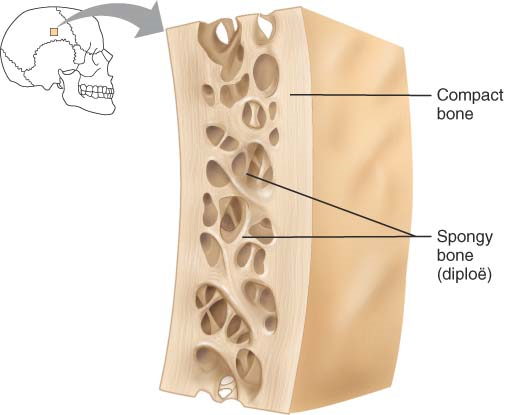 Compact
bone
Spongy
bone
(diploë)